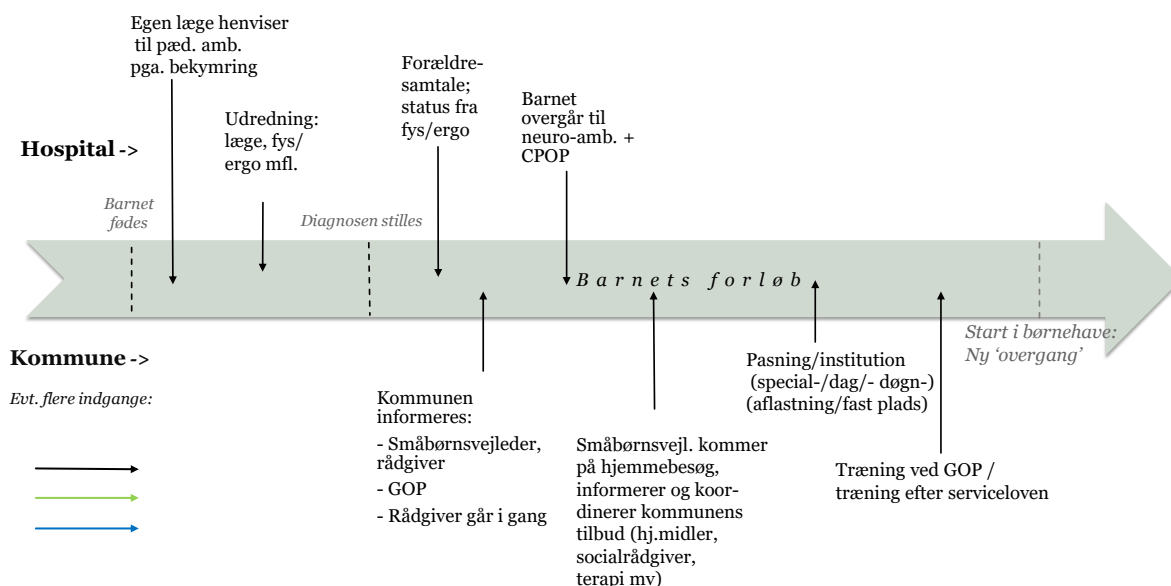 Egen læge henviser
til pæd. amb.
pga. bekymring
Udredning:
læge, fys/
ergo mfl.
Forældre-
samtale;
status fra
fys/ergo
Barnet
overgår til
neuro-amb. +
CPOP
Hospital ->
Barnet
fødes
Diagnosen stilles
Barnets forløb
Start i børnehave:
Ny ‘overgang’
Kommune ->
Evt. flere indgange:
Kommunen
informeres:
- Småbørnsvejleder,
rådgiver
- GOP
- Rådgiver går i gang
Småbørnsvejl. kommer
på hjemmebesøg,
informerer og koor-
dinerer kommunens
tilbud (hj.midler,
socialrådgiver,
terapi mv)
Pasning/institution
(special-/dag/- døgn-)
(aflastning/fast plads)
Træning ved GOP /
træning efter serviceloven